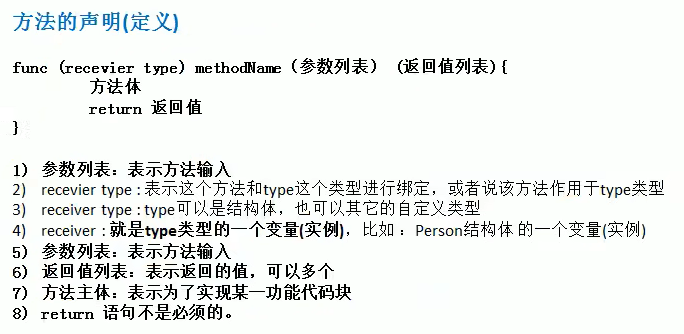 方法的声明(定义)
func (recevier type) methodName (参数列表) (返回值列表){
方法体
return 返回值
}
1) 参数列表：表示方法输入
2) recevier type : 表示这个方法和type这个类型进行绑定，或者说该方法作用于type类型
3) receiver type : type可以是结构体，也可以其它的自定义类型
4) receiver : 就是type类型的一个变量(实例)，比如 ：Person结构体 的一个变量(实例)
5) 参数列表：表示方法输入
6) 返回值列表：表示返回的值，可以多个
7) 方法主体：表示为了实现某一功能代码块
8) return 语句不是必须的。